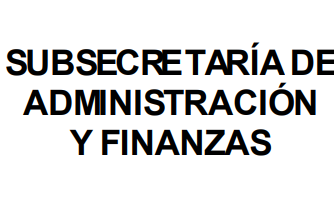 SUBSECRETARÍA DE
ADMINISTRACIÓN
Y FINANZAS